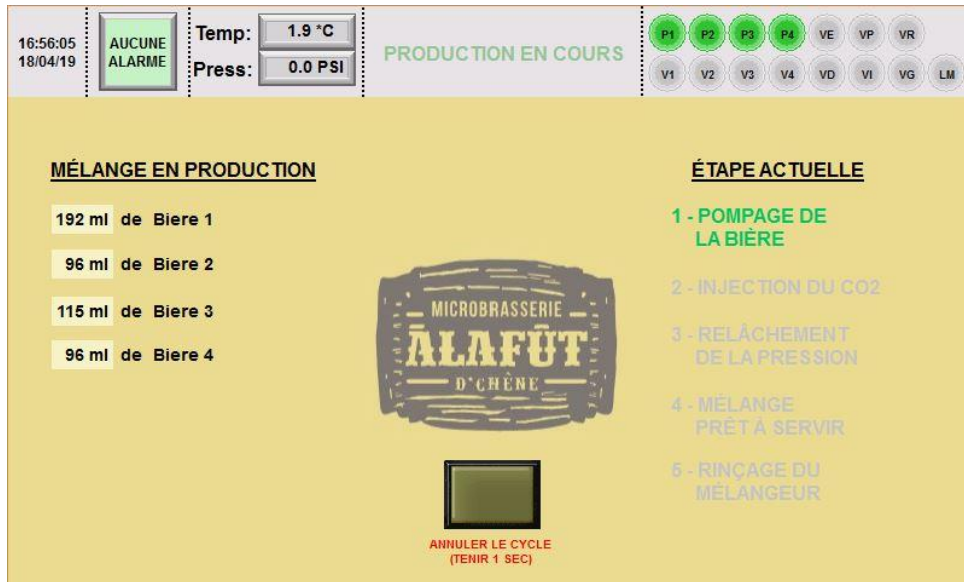 16:56:05
18/04/19
AUCUNE
ALARME
Temp: 1.9 °C
Press: 0.0 PSI
PRODUCTION EN COURS
P1 P2 P3 P4 VE VP VR
V1 V2 V3 V4 VD VI VG LM
MÉLANGE EN PRODUCTION
192 ml de Biere 1
96 ml de Biere 2
115 ml de Biere 3
96 ml de Biere 4
MICROBRASSERIE
ÀLAFÛT
D'CHÊNE
ANNULER LE CYCLE
(TENIR 1 SEC)
ÉTAPE ACTUELLE
1 - POMPAGE DE
LA BIÈRE
2 - INJECTION DU CO2
3 - RELÂCHEMENT
DE LA PRESSION
4 - MÉLANGE
PRÊT À SERVIR
5 - RINÇAGE DU
MÉLANGEUR